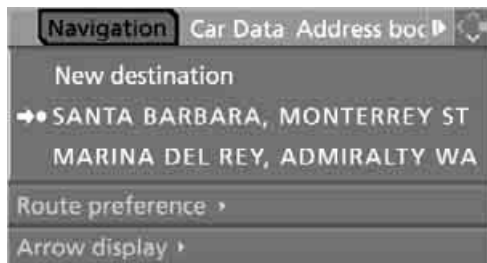 Navigation Car Data Address boc
New destination
SANTA BARBARA, MONTERREY ST
MARINA DEL REY, ADMIRALTY WA
Route preference
Arrow display